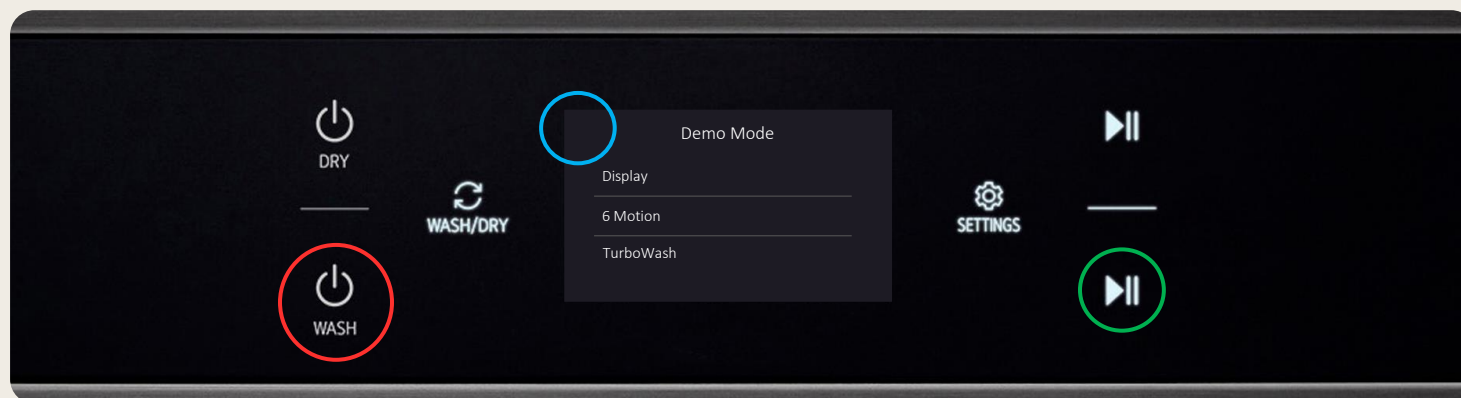 DRY
WASH/DRY
WASH
Demo Mode
Display
6 Motion
TurboWash
SETTINGS